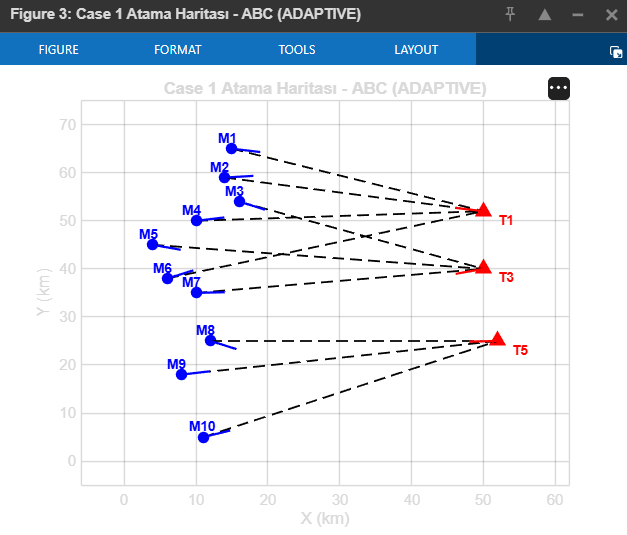 Figure 3: Case 1 Atama Haritası - ABC (ADAPTIVE)
FIGURE FORMAT TOOLS LAYOUT
Case 1 Atama Haritası - ABC (ADAPTIVE)
70
60
50
40
30
20
10
0
Y (km)
M1
M2
M3
M4
M5
M6
M7
M8
M9
M10
T1
T3
T5
0 10 20 30 40 50 60
X (km)